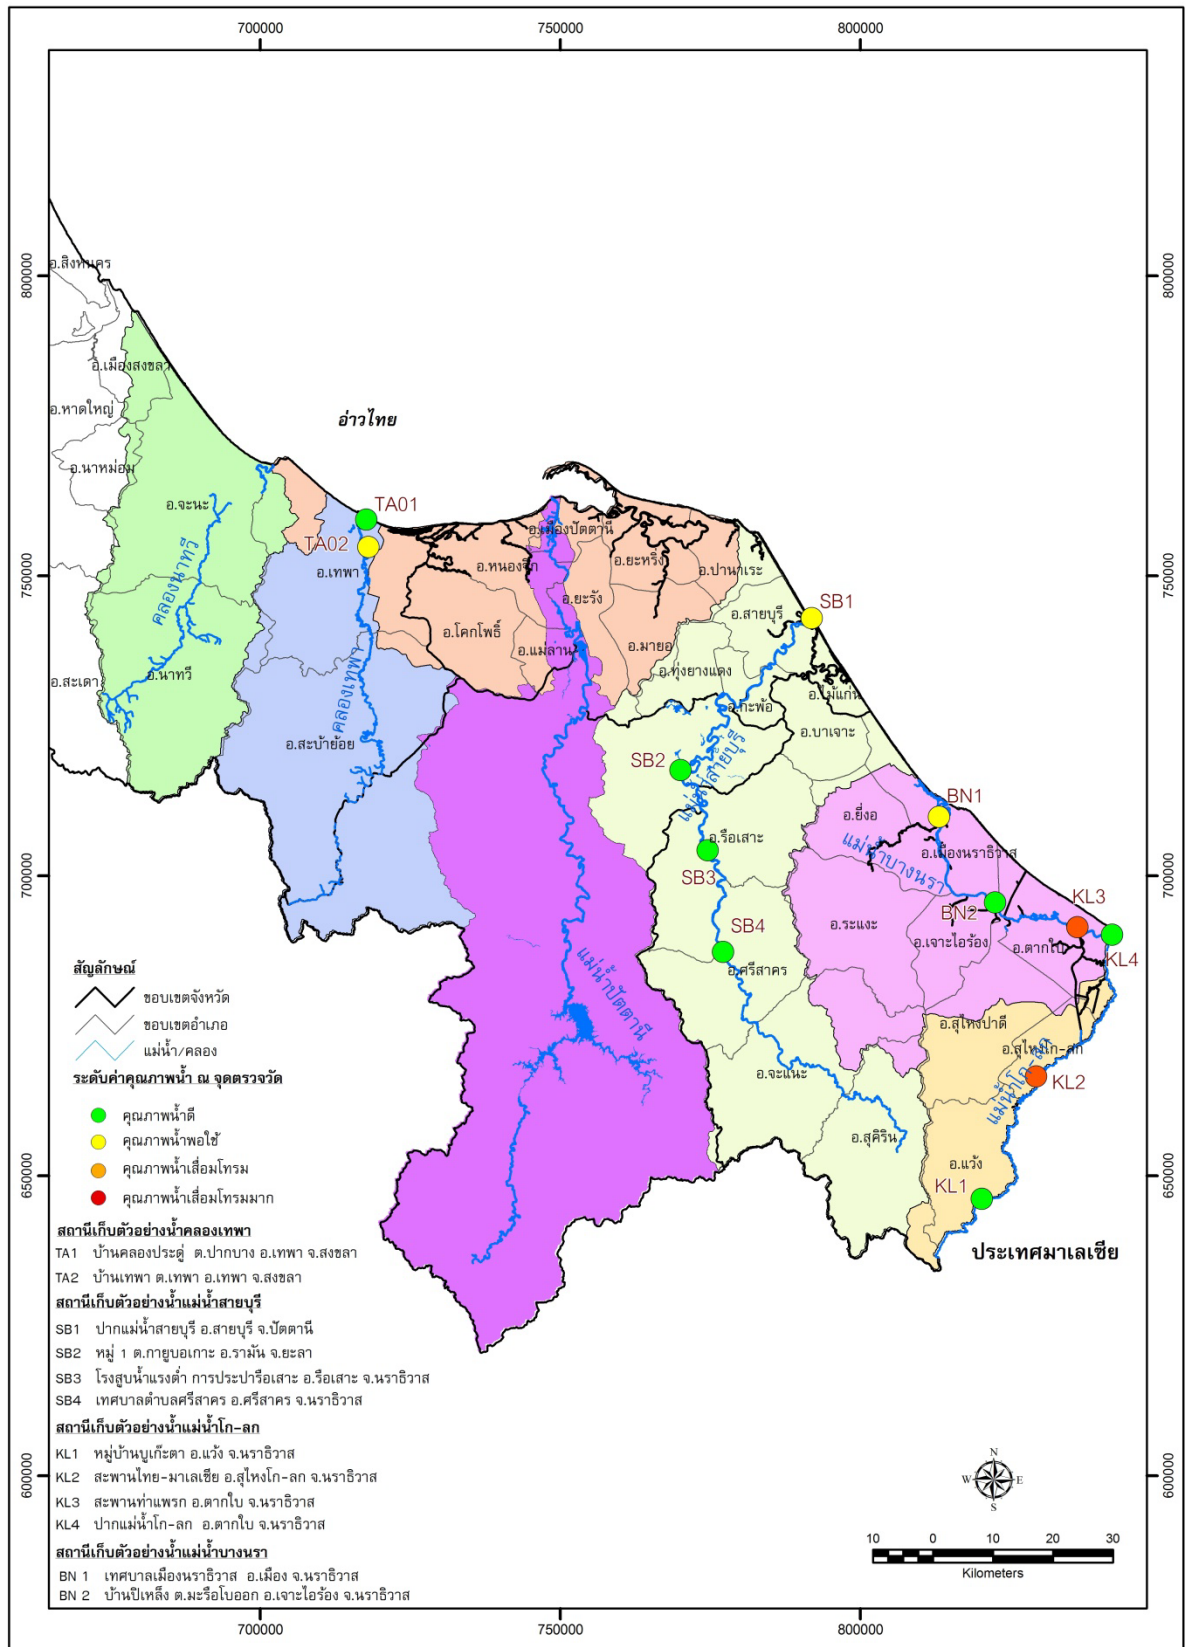 700000
750000
800000
800000
750000
700000
650000
600000
800000
750000
700000
650000
600000
อ.สิงหนคร
อ.เมืองสงขลา
อ.หาดใหญ่
อ.นาหม่อม
อ่าวไทย
อ.จะนะ
คลองนาทวี
อ.สะเดา
อ.นาทวี
TA01
TA02
อ.เทพา
คลองเทพา
อ.สะบ้าย้อย
อ.หนองจิก
อ.เมืองปัตตานี
อ.ยะหริ่ง
อ.ปานาเระ
อ.ยะรัง
อ.โคกโพธิ์
อ.แม่ลาน
อ.มายอ
อ.ทุ่งยางแดง
อ.สายบุรี
SB1
อ.ไม้แก่น
อ.กะพ้อ
อ.บาเจาะ
SB2
แม่น้ำสายบุรี
อ.รือเสาะ
SB3
SB4
อ.ศรีสาคร
แม่น้ำปัตตานี
อ.จะแนะ
อ.สุคิริน
BN1
อ.ยี่งอ
อ.เมืองนราธิวาส
แม่น้ำบางนรา
BN2
KL3
อ.ระแงะ
อ.เจาะไอร้อง
อ.ตากใบ
KL4
อ.สุไหงปาดี
อ.สุไหงโก-ลก
แม่น้ำโก-ลก
KL2
อ.แว้ง
KL1
ประเทศมาเลเซีย
สัญลักษณ์
ขอบเขตจังหวัด
ขอบเขตอำเภอ
แม่น้ำ/คลอง
ระดับค่าคุณภาพน้ำ ณ จุดตรวจวัด
คุณภาพน้ำดี
คุณภาพน้ำพอใช้
คุณภาพน้ำเสื่อมโทรม
คุณภาพน้ำเสื่อมโทรมมาก
สถานีเก็บตัวอย่างน้ำคลองเทพา
TA1 บ้านคลองประดู่ ต.ปากบาง อ.เทพา จ.สงขลา
TA2 บ้านเทพา ต.เทพา อ.เทพา จ.สงขลา
สถานีเก็บตัวอย่างน้ำแม่น้ำสายบุรี
SB1 ปากแม่น้ำสายบุรี อ.สายบุรี จ.ปัตตานี
SB2 หมู่ 1 ต.กายูบอเกาะ อ.รามัน จ.ยะลา
SB3 โรงสูบน้ำแรงต่ำ การประปารือเสาะ อ.รือเสาะ จ.นราธิวาส
SB4 เทศบาลตำบลศรีสาคร อ.ศรีสาคร จ.นราธิวาส
สถานีเก็บตัวอย่างน้ำแม่น้ำโก-ลก
KL1 หมู่บ้านบูเก๊ะตา อ.แว้ง จ.นราธิวาส
KL2 สะพานไทย-มาเลเซีย อ.สุไหงโก-ลก จ.นราธิวาส
KL3 สะพานท่าแพรก อ.ตากใบ จ.นราธิวาส
KL4 ปากแม่น้ำโก-ลก อ.ตากใบ จ.นราธิวาส
สถานีเก็บตัวอย่างน้ำแม่น้ำบางนรา
BN 1 เทศบาลเมืองนราธิวาส อ.เมือง จ.นราธิวาส
BN 2 บ้านปิเหล็ง ต.มะรือโบออก อ.เจาะไอร้อง จ.นราธิวาส
N
W E
S
10 0 10 20 30
Kilometers
700000
750000
800000